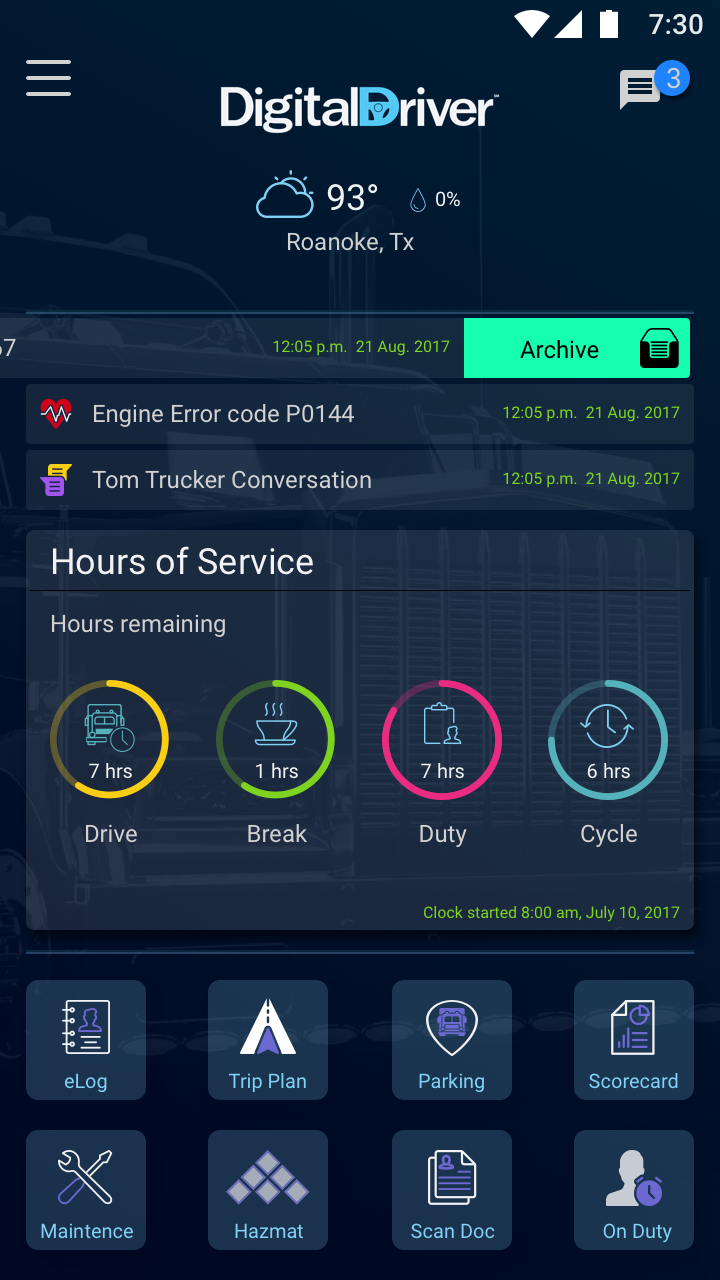 7:30
3
DigitalDriver
93° 0%
Roanoke, Tx
67 12:05 p.m. 21 Aug. 2017 Archive
Engine Error code P0144 12:05 p.m. 21 Aug. 2017
Tom Trucker Conversation 12:05 p.m. 21 Aug. 2017
Hours of Service
Hours remaining
7 hrs 1 hrs 7 hrs 6 hrs
Drive Break Duty Cycle
Clock started 8:00 am, July 10, 2017
eLog Trip Plan Parking Scorecard
Maintence Hazmat Scan Doc On Duty